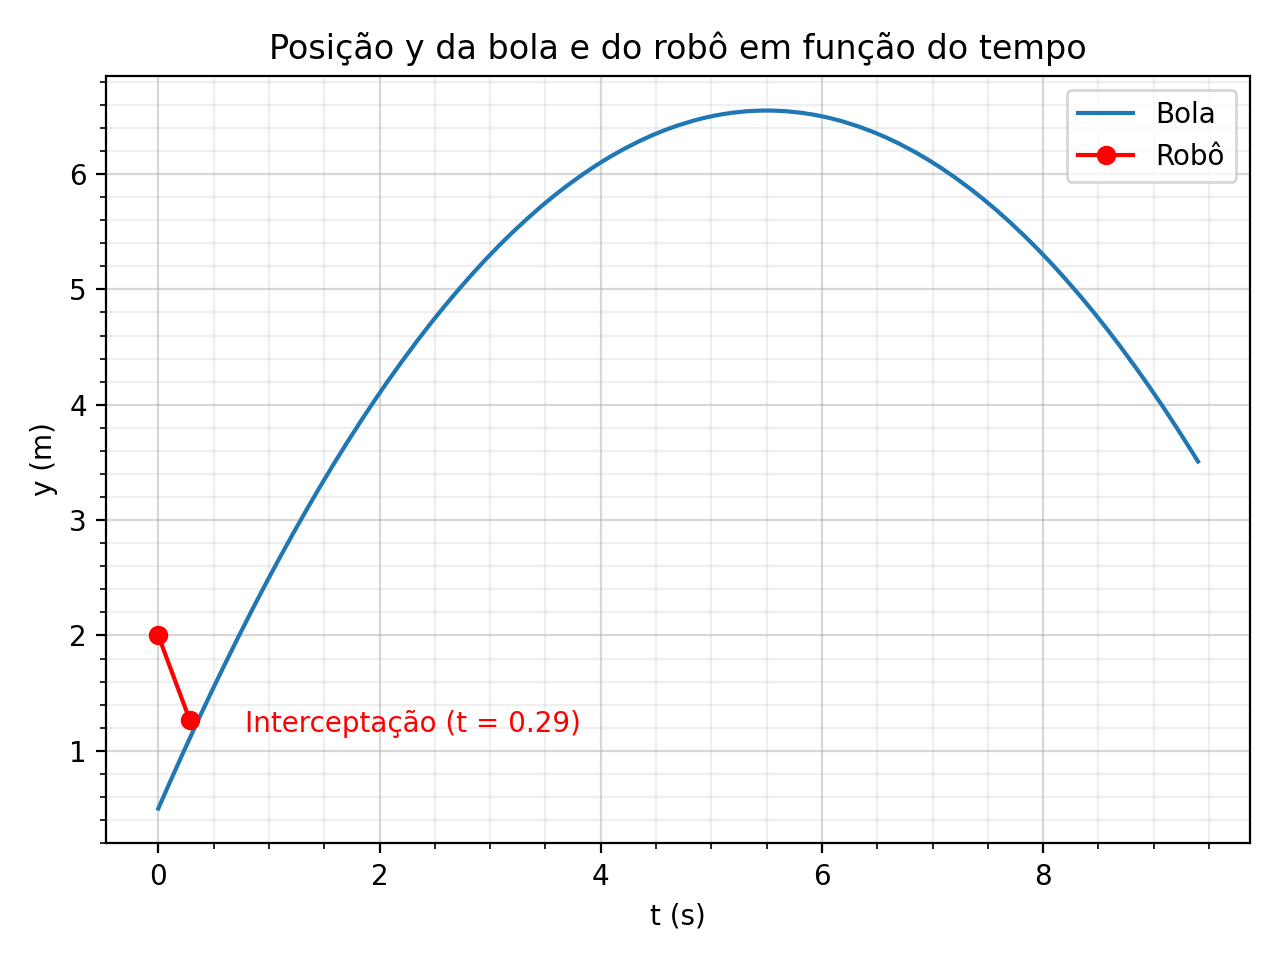 Posição y da bola e do robô em função do tempo
Bola
Robô
6
5
4
3
2
1
y (m)
Interceptação (t = 0.29)
0 2 4 6 8
t (s)